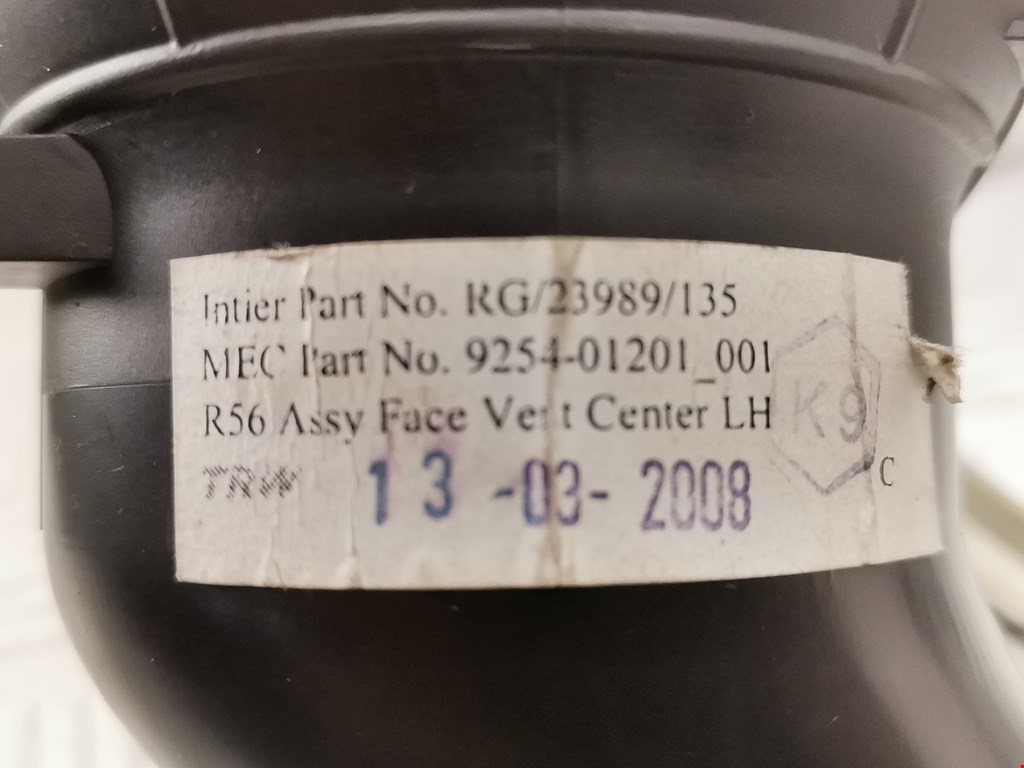 Intier Part No. RG/23989/135
MEC Part No. 9254-01201_001
R56 Assy Face Vent Center LH
K9
TRW 13 -03- 2008
C